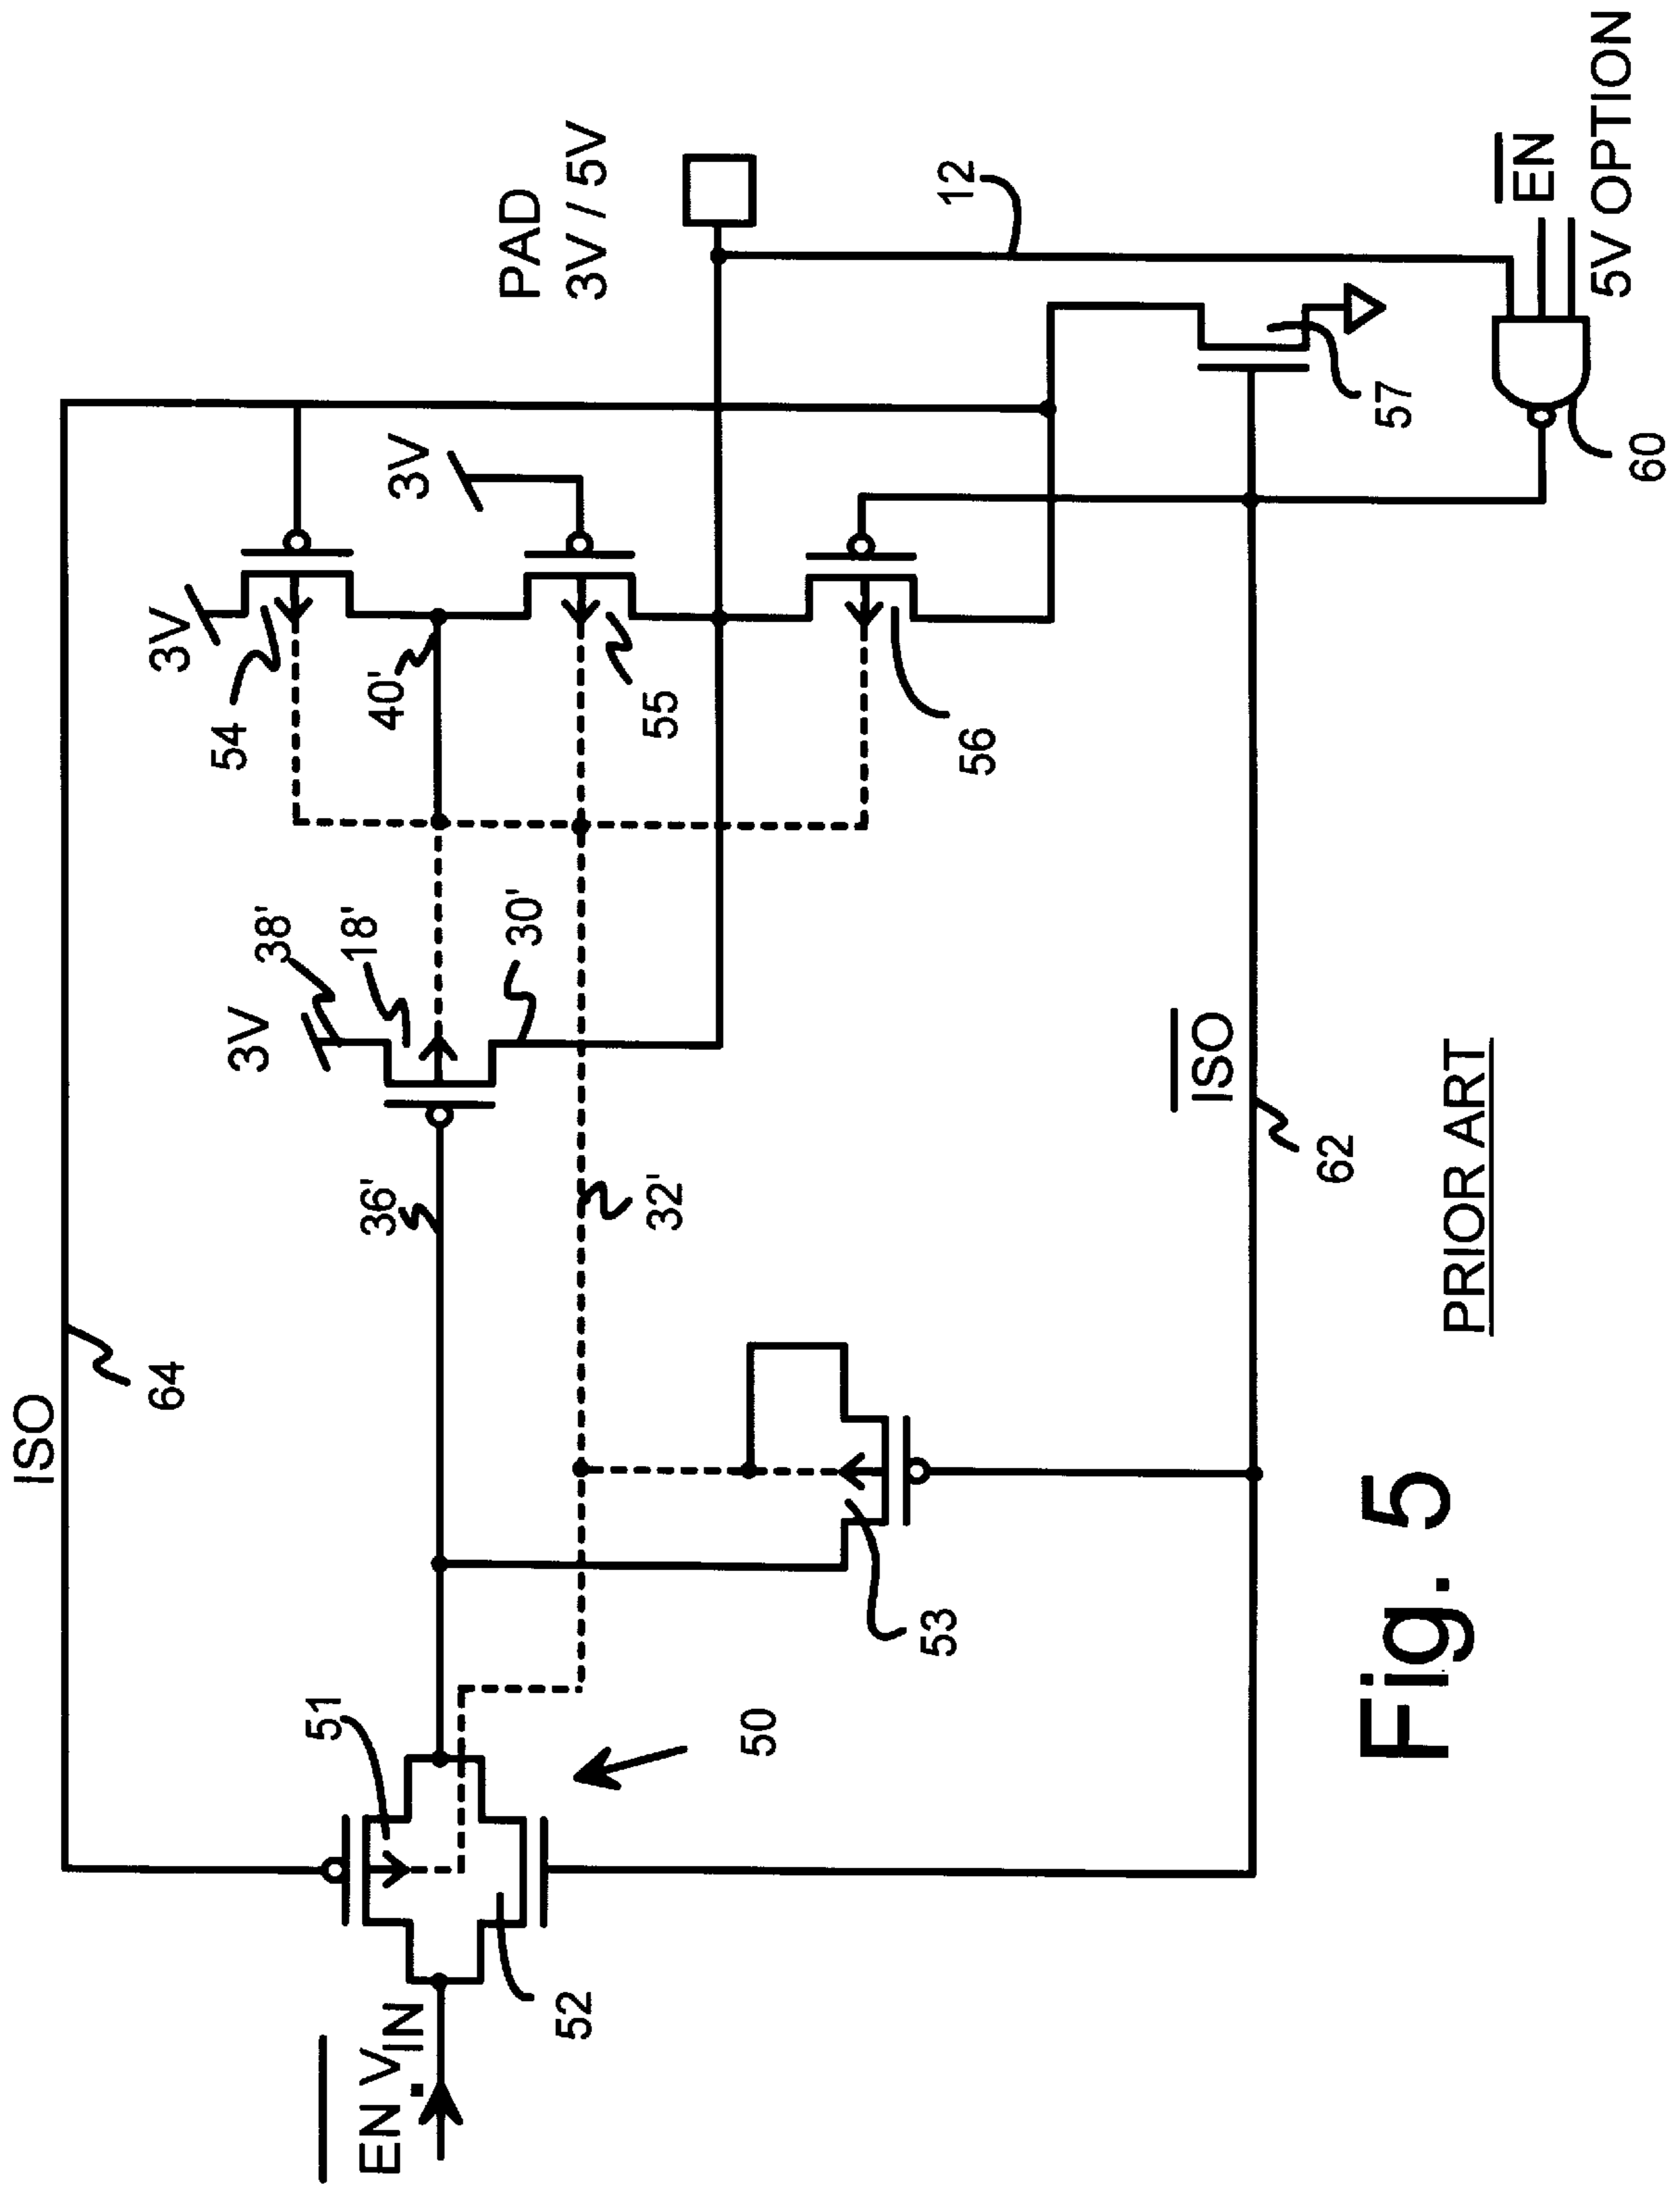 ISO
64
3V
54
40'
3V
55
56
PAD
3V / 5V
12
57
60
EN
5V OPTION
3V
38'
18'
30'
36'
32'
ISO
62
53
51
50
52
EN · VIN
PRIOR ART
Fig. 5